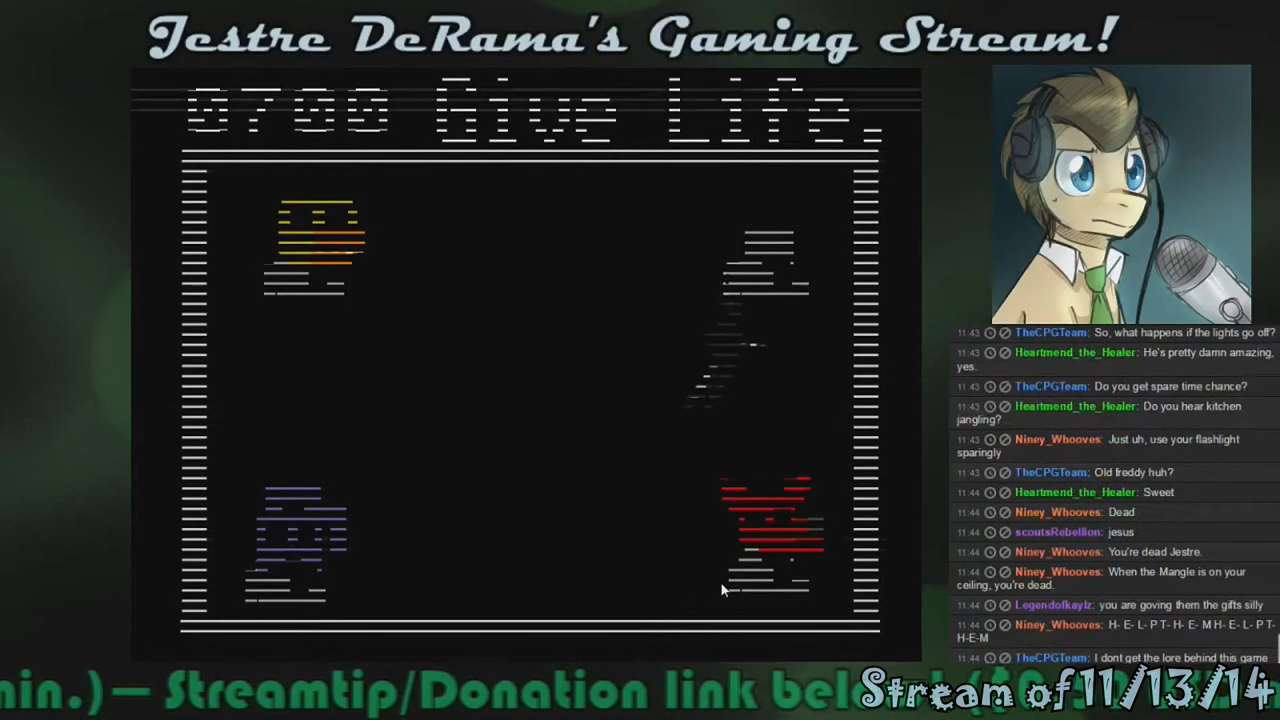 Jestre DeRama's Gaming Stream!
0700 Give Life.
11:43 TheCPGTeam: So, what happens if the lights go off?
11:43 Heartmend_the_Healer: He's pretty damn amazing,
yes.
11:43 TheCPGTeam: Do you get spare time chance?
11:43 Heartmend_the_Healer: Do you hear kitchen
jangling?
11:43 Niney_Whooves: Just uh, use your flashlight
sparingly
11:43 TheCPGTeam: Old freddy huh?
11:44 Heartmend_the_Healer: Sweet
11:44 Niney_Whooves: Dead
11:44 scoutsRebellion: jesus
11:44 Niney_Whooves: You're dead Jestre.
11:44 Niney_Whooves: When the Mangle is on your
ceiling, you're dead.
11:44 Legendofkaylz: you are goving them the gifts silly
11:44 Niney_Whooves: H- E- L- P T- H- E- M H- E- L- P T-
H-E-M
11:44 TheCPGTeam: I dont get the lore behind this game
min.) — Streamtip/Donation link below
Stream of 11/13/14